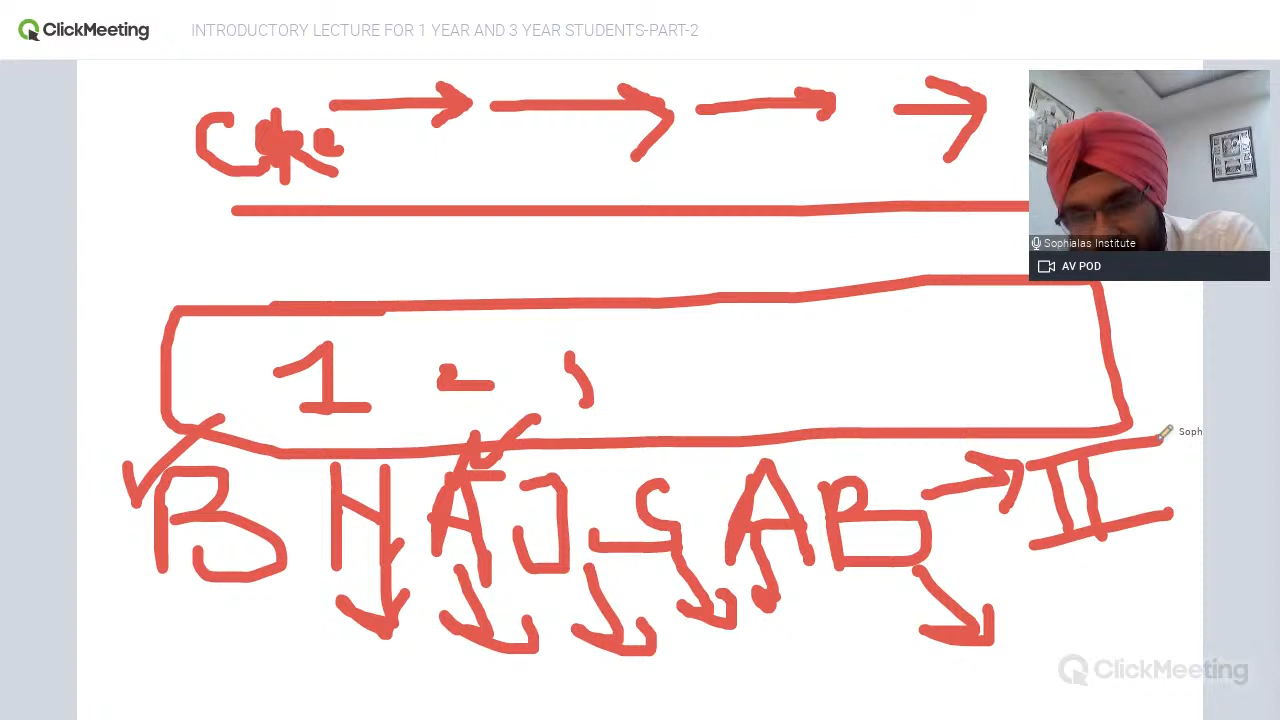 ClickMeeting INTRODUCTORY LECTURE FOR 1 YEAR AND 3 YEAR STUDENTS-PART-2
Sophialas Institute
AV POD
1 -
Soph
B H A J S A B II
ClickMeeting